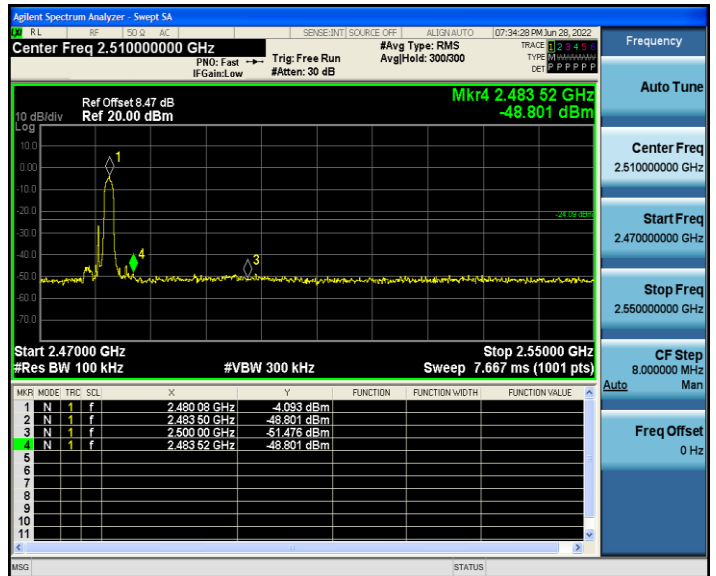 Agilent Spectrum Analyzer - Swept SA
RL RF 50 Ω AC SENSE:INT SOURCE OFF ALIGNAUTO 07:34:28 PM Jun 28, 2022
Center Freq 2.510000000 GHz
PNO: Fast
IFGain:Low
Trig: Free Run
#Atten: 30 dB
#Avg Type: RMS
Avg|Hold: 300/300
TRACE 1 2 3 4 5 6
TYPE M
DET P P P P P P
Frequency
Auto Tune
Center Freq
2.510000000 GHz
Start Freq
2.470000000 GHz
Stop Freq
2.550000000 GHz
CF Step
8.000000 MHz
Auto Man
Freq Offset
0 Hz
Mkr4 2.483 52 GHz
-48.801 dBm
Ref Offset 8.47 dB
10 dB/div Ref 20.00 dBm
Log
10.0
0.00
-10.0
-20.0
-30.0
-40.0
-50.0
-60.0
-70.0
1
4
3
-24.09 dBm
Start 2.47000 GHz Stop 2.55000 GHz
#Res BW 100 kHz #VBW 300 kHz Sweep 7.667 ms (1001 pts)
MKR MODE TRC SCL X Y FUNCTION FUNCTION WIDTH FUNCTION VALUE
1 N 1 f 2.480 08 GHz -4.093 dBm
2 N 1 f 2.483 50 GHz -48.801 dBm
3 N 1 f 2.500 00 GHz -51.476 dBm
4 N 1 f 2.483 52 GHz -48.801 dBm
5
6
7
8
9
10
11
MSG STATUS